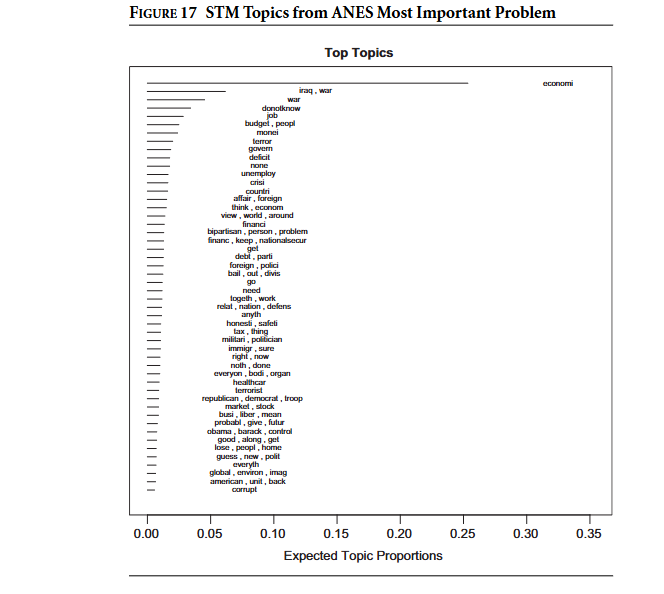 FIGURE 17 STM Topics from ANES Most Important Problem
Top Topics
economi
iraq , war
war
donotknow
job
budget , peopl
monei
terror
govern
deficit
none
unemploy
crisi
countri
affair , foreign
think , econom
view , world , around
financi
bipartisan , person , problem
financ , keep , nationalsecur
get
debt , parti
foreign , polici
bail , out , divis
go
need
togeth , work
relat , nation , defens
anyth
honesti , safeti
tax , thing
militari , politician
immigr , sure
right , now
noth , done
everyon , bodi , organ
healthcar
terrorist
republican , democrat , troop
market , stock
busi , liber , mean
probabl , give , futur
obama , barack , control
good , along , get
lose , peopl , home
guess , new , polit
everyth
global , environ , imag
american , unit , back
corrupt
0.00 0.05 0.10 0.15 0.20 0.25 0.30 0.35
Expected Topic Proportions